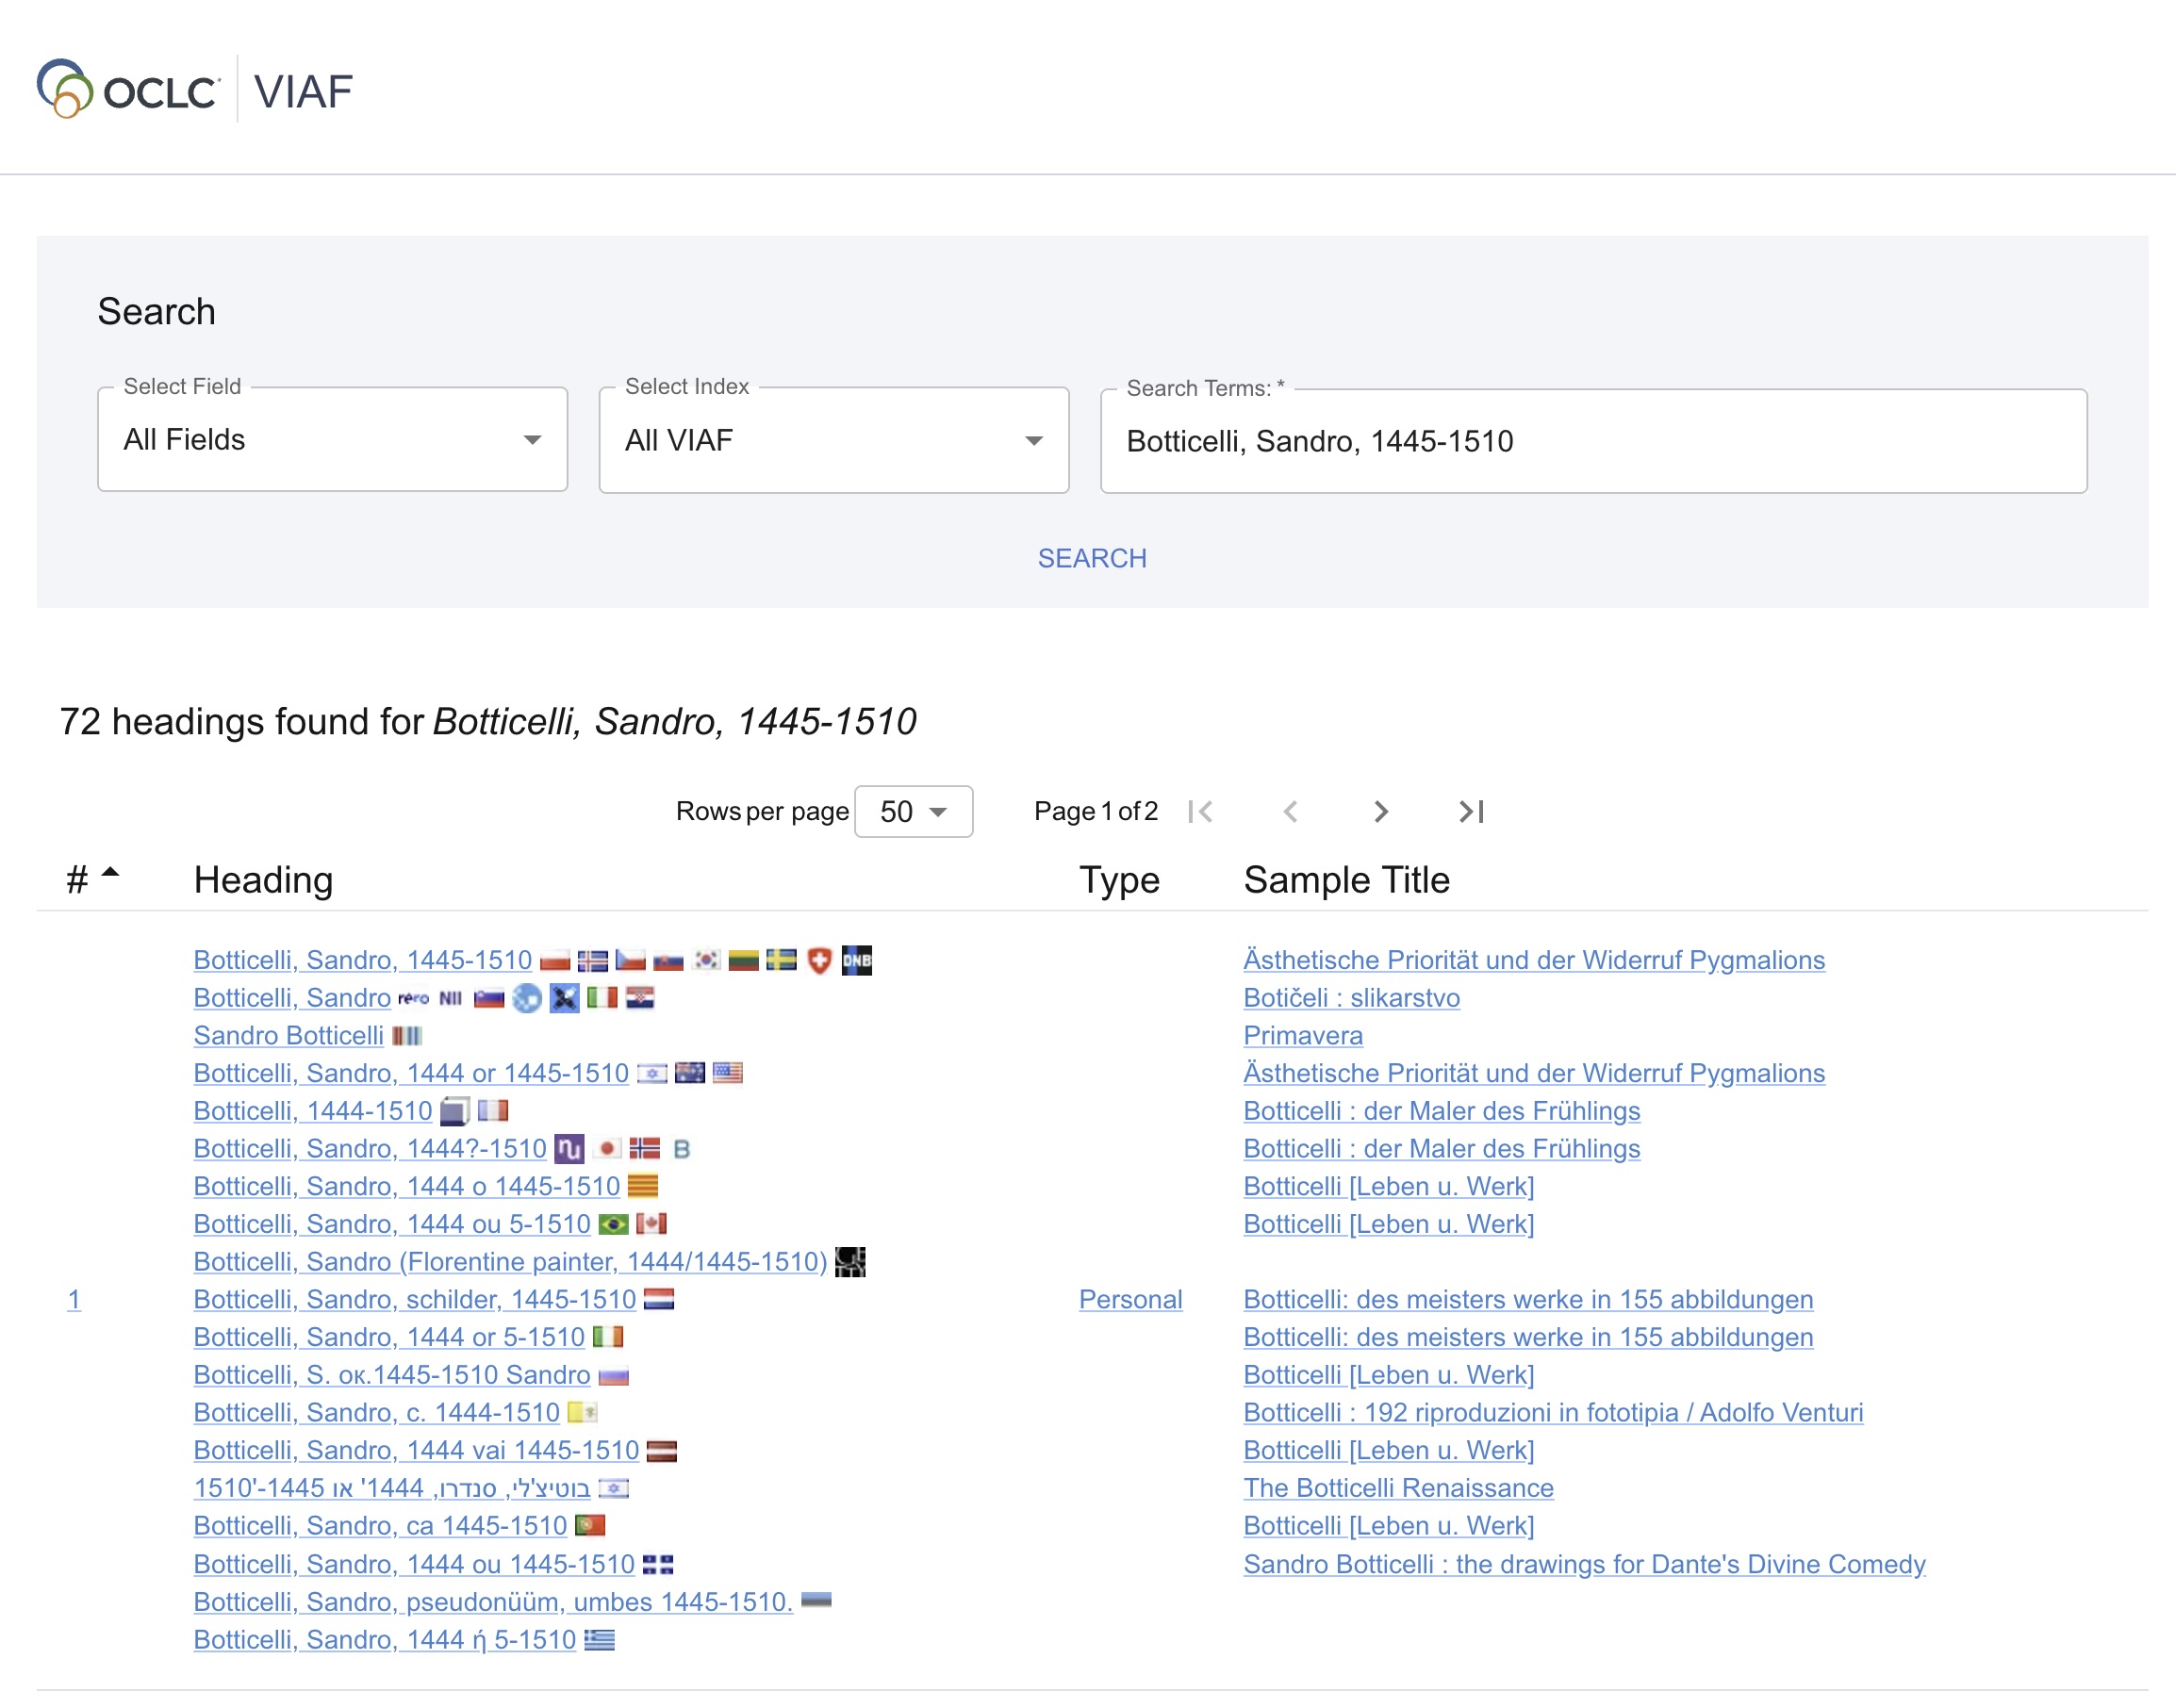 OCLC VIAF
Search
Select Field
All Fields
Select Index
All VIAF
Search Terms: *
Botticelli, Sandro, 1445-1510
SEARCH
72 headings found for Botticelli, Sandro, 1445-1510
Rows per page 50 Page 1 of 2
# Heading Type Sample Title
Botticelli, Sandro, 1445-1510 DNB Ästhetische Priorität und der Widerruf Pygmalions
Botticelli, Sandro rero NII Botičeli : slikarstvo
Sandro Botticelli Primavera
Botticelli, Sandro, 1444 or 1445-1510 Ästhetische Priorität und der Widerruf Pygmalions
Botticelli, 1444-1510 Botticelli : der Maler des Frühlings
Botticelli, Sandro, 1444?-1510 nu B Botticelli : der Maler des Frühlings
Botticelli, Sandro, 1444 o 1445-1510 Botticelli [Leben u. Werk]
Botticelli, Sandro, 1444 ou 5-1510 Botticelli [Leben u. Werk]
Botticelli, Sandro (Florentine painter, 1444/1445-1510)
1 Botticelli, Sandro, schilder, 1445-1510 Personal Botticelli: des meisters werke in 155 abbildungen
Botticelli, Sandro, 1444 or 5-1510 Botticelli: des meisters werke in 155 abbildungen
Botticelli, S. ок.1445-1510 Sandro Botticelli [Leben u. Werk]
Botticelli, Sandro, c. 1444-1510 Botticelli : 192 riproduzioni in fototipia / Adolfo Venturi
Botticelli, Sandro, 1444 vai 1445-1510 Botticelli [Leben u. Werk]
בוטיצ'לי, סנדרו, 1444' או 1445-'1510 The Botticelli Renaissance
Botticelli, Sandro, ca 1445-1510 Botticelli [Leben u. Werk]
Botticelli, Sandro, 1444 ou 1445-1510 Sandro Botticelli : the drawings for Dante's Divine Comedy
Botticelli, Sandro, pseudonüüm, umbes 1445-1510.
Botticelli, Sandro, 1444 ή 5-1510